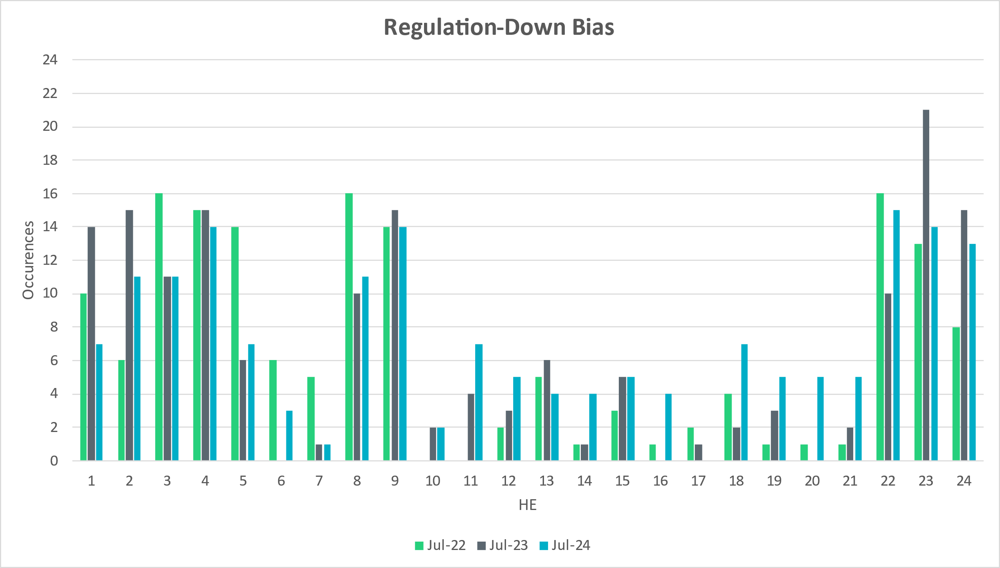 Regulation-Down Bias
24
22
20
18
16
14
12
10
8
6
4
2
0
Occurences
1 2 3 4 5 6 7 8 9 10 11 12 13 14 15 16 17 18 19 20 21 22 23 24
HE
Jul-22 Jul-23 Jul-24